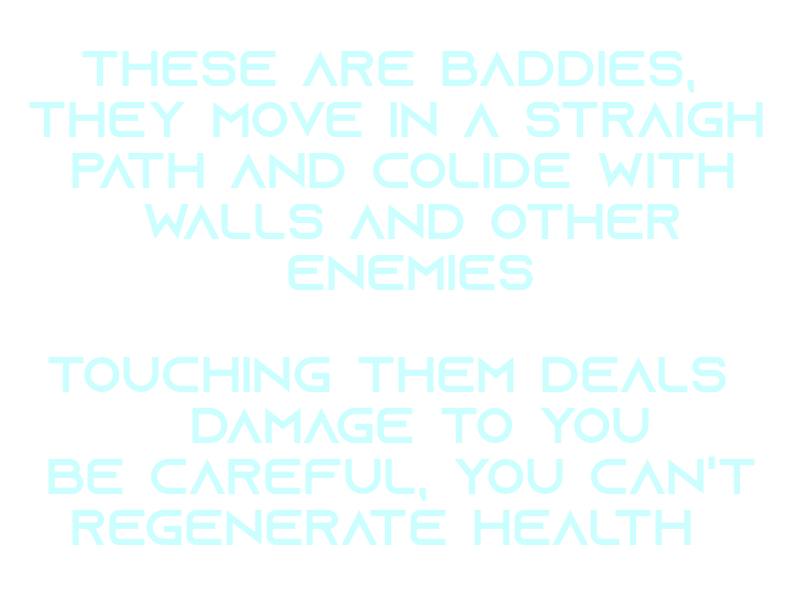 THESE ARE BADDIES,
THEY MOVE IN A STRAIGH
PATH AND COLIDE WITH
WALLS AND OTHER
ENEMIES
TOUCHING THEM DEALS
DAMAGE TO YOU
BE CAREFUL, YOU CAN'T
REGENERATE HEALTH